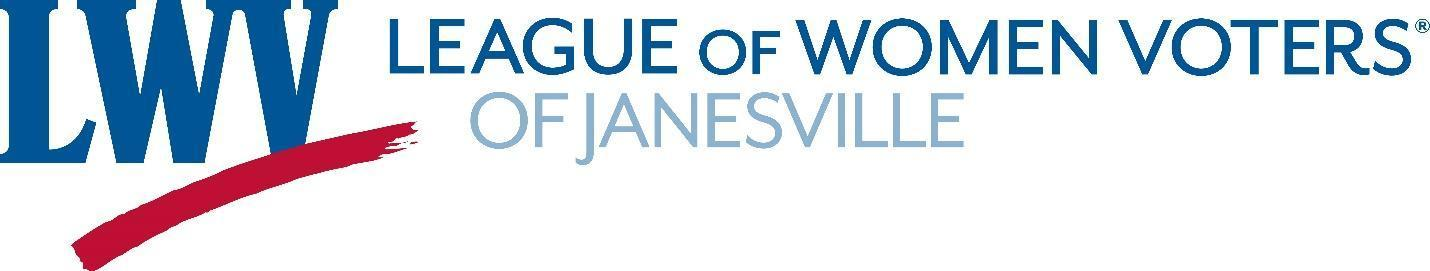 LWV LEAGUE OF WOMEN VOTERS®
OF JANESVILLE